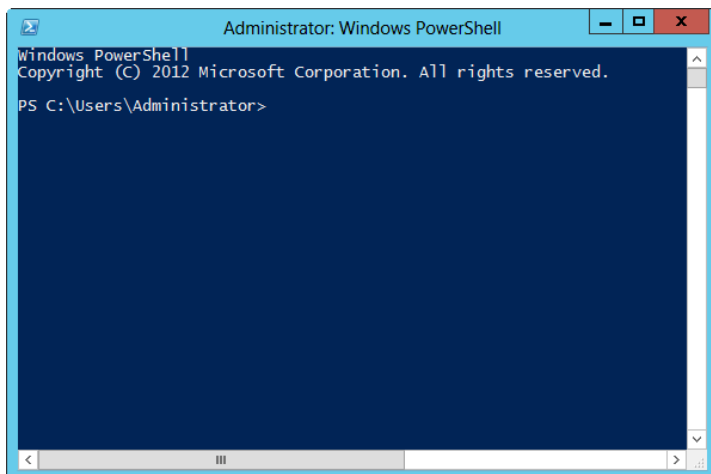 Administrator: Windows PowerShell
Windows PowerShell
Copyright (C) 2012 Microsoft Corporation. All rights reserved.
PS C:\Users\Administrator>